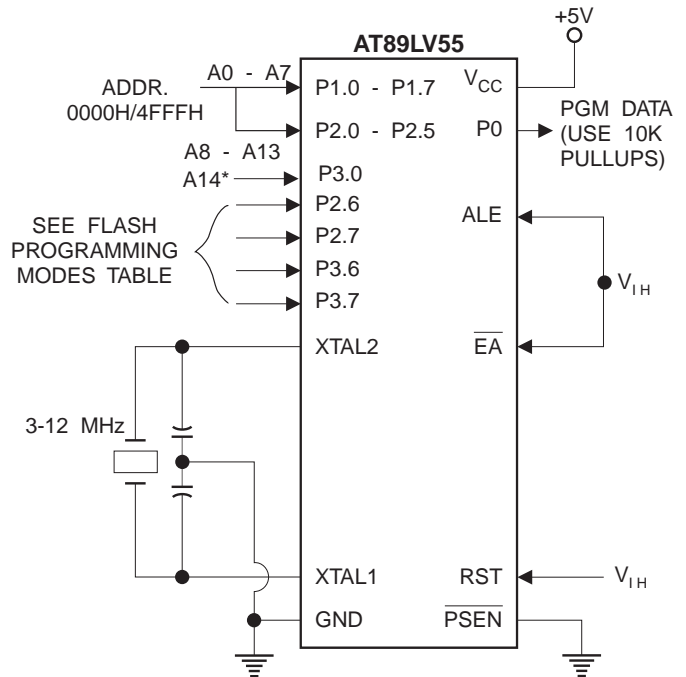 AT89LV55
+5V
ADDR.
0000H/4FFFH
A0 - A7
P1.0 - P1.7
VCC
P2.0 - P2.5
P0
PGM DATA
(USE 10K
PULLUPS)
A8 - A13
A14*
P3.0
SEE FLASH
PROGRAMMING
MODES TABLE
P2.6
P2.7
P3.6
P3.7
ALE
VIH
XTAL2
EA
3-12 MHz
XTAL1
RST
VIH
GND
PSEN